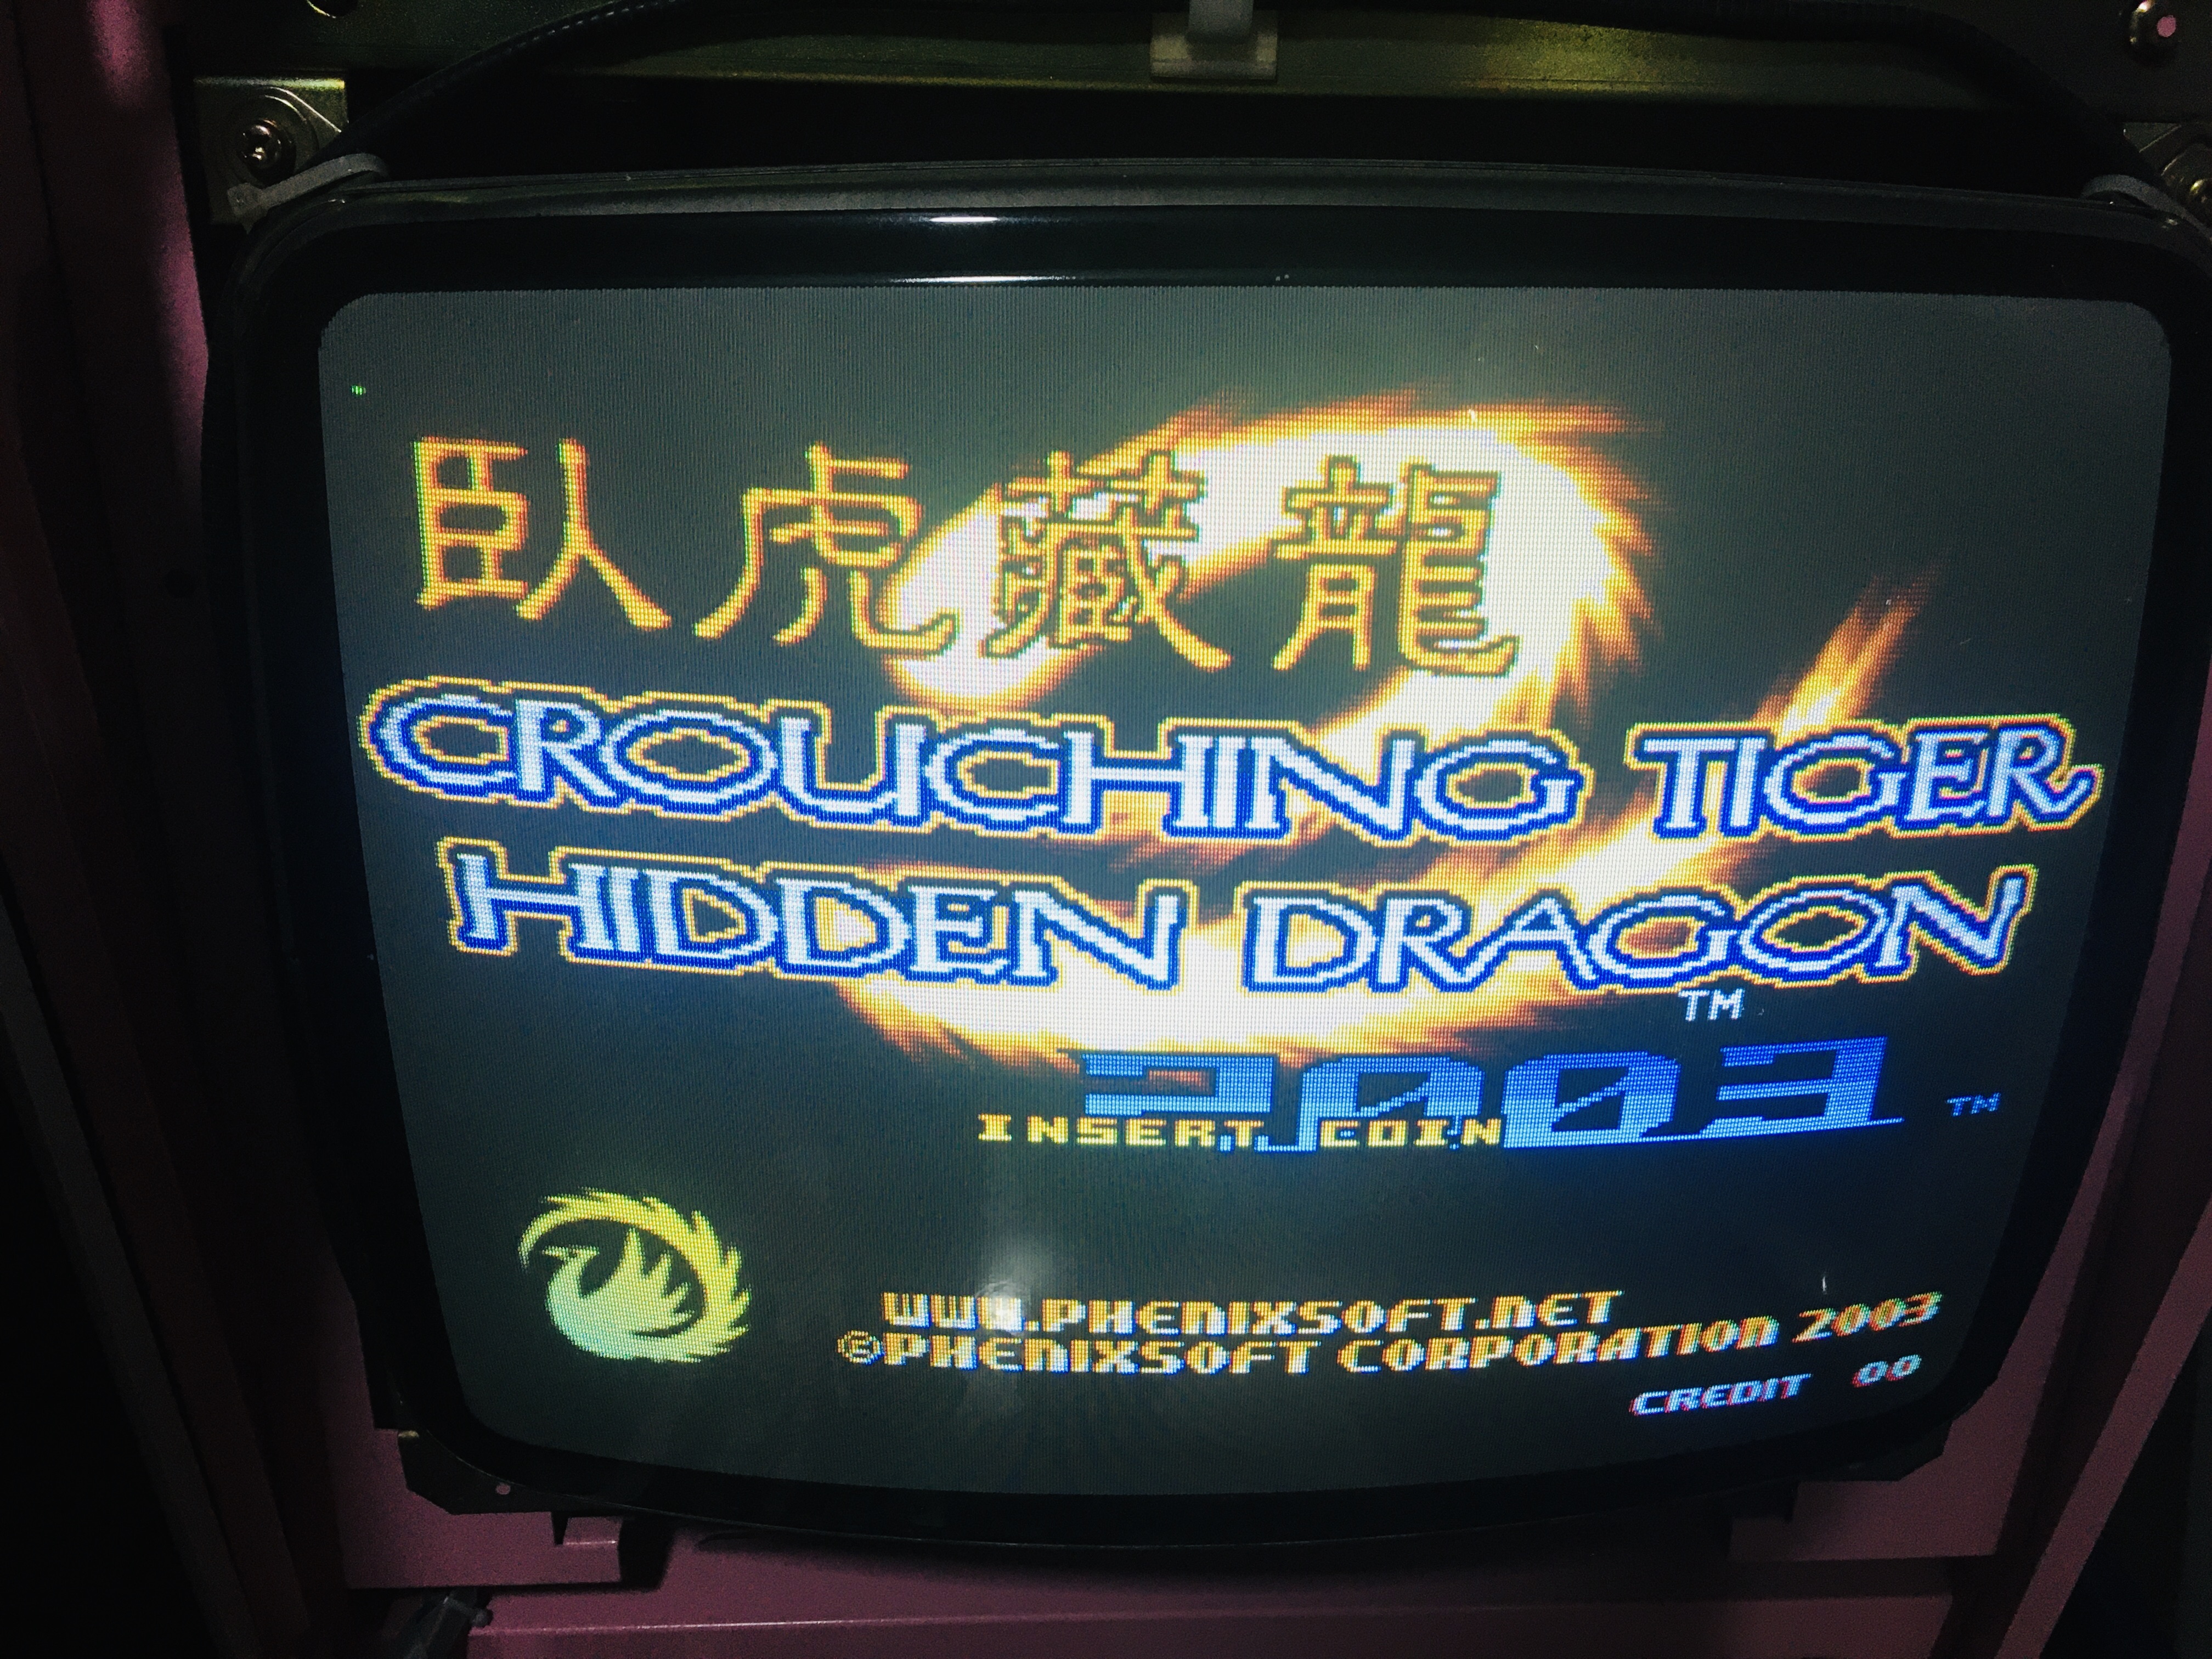 臥虎藏龍
CROUCHING TIGER
HIDDEN DRAGON
TM
2003 TM
INSERT COIN
WWW.PHENIXSOFT.NET
©PHENIXSOFT CORPORATION 2003
CREDIT 00